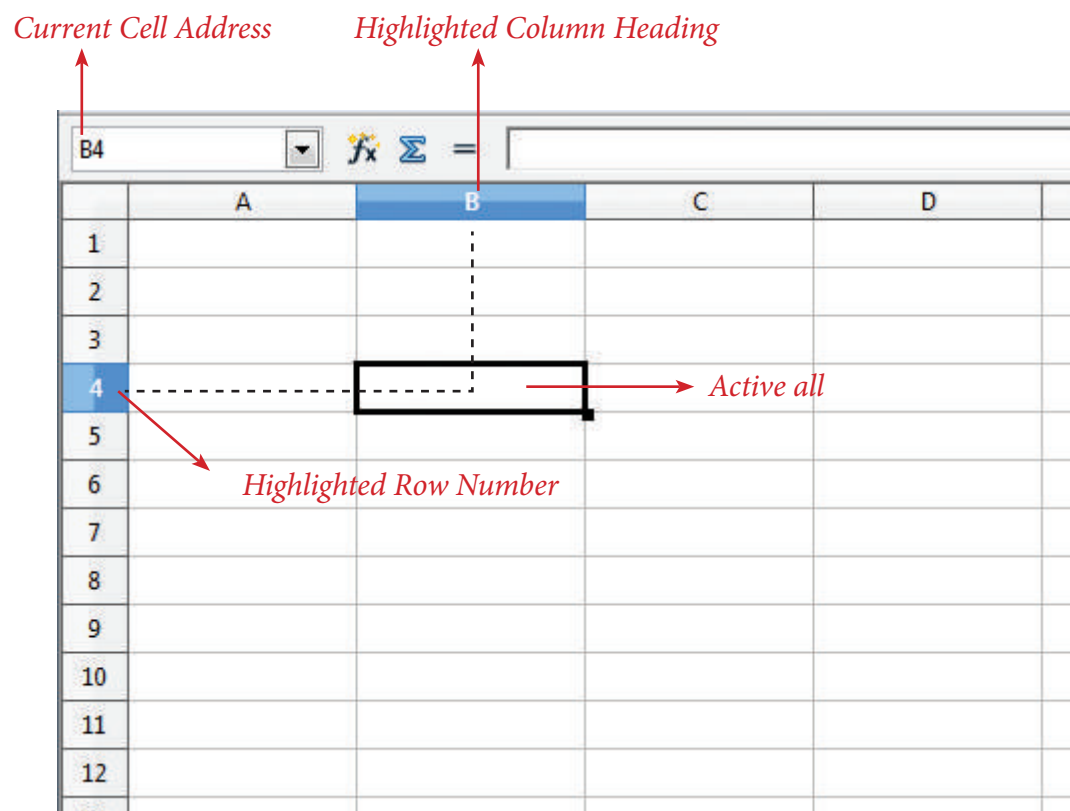 Current Cell Address Highlighted Column Heading
B4 fx Σ =
A B C D
1
2
3
4 Active all
5
6 Highlighted Row Number
7
8
9
10
11
12